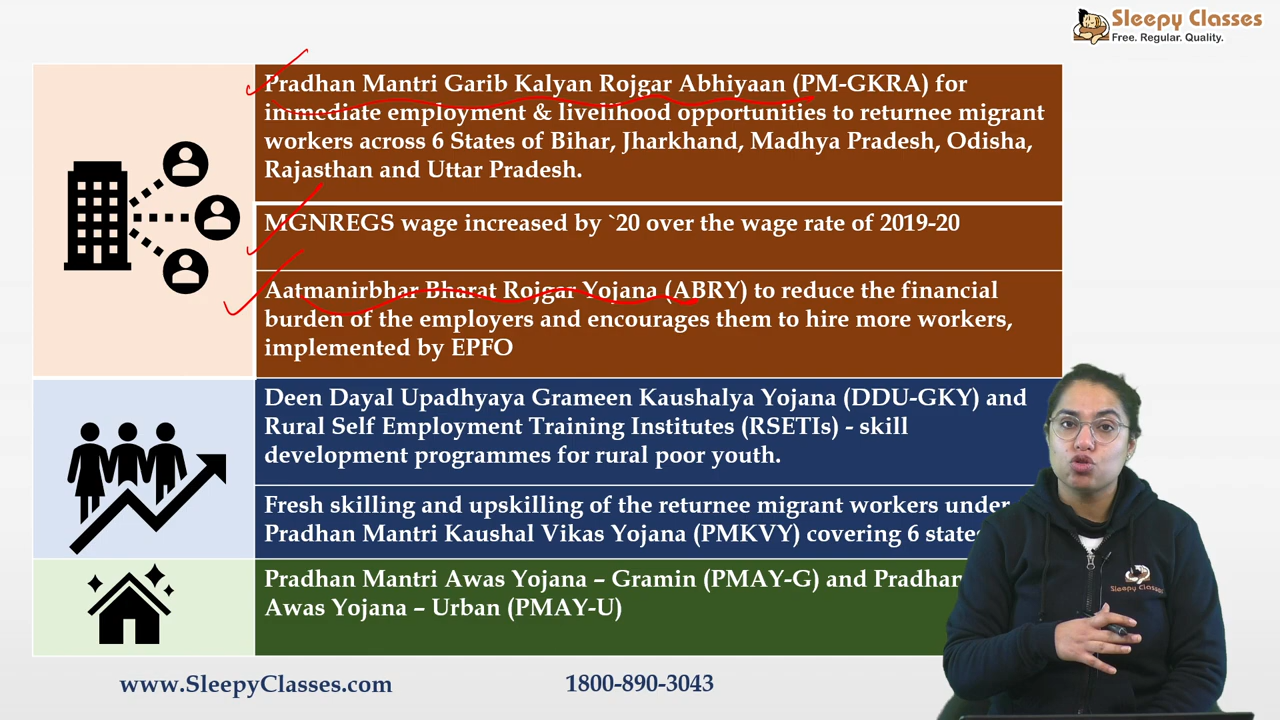 Sleepy Classes
Free. Regular. Quality.
Pradhan Mantri Garib Kalyan Rojgar Abhiyaan (PM-GKRA) for
immediate employment & livelihood opportunities to returnee migrant
workers across 6 States of Bihar, Jharkhand, Madhya Pradesh, Odisha,
Rajasthan and Uttar Pradesh.
MGNREGS wage increased by `20 over the wage rate of 2019-20
Aatmanirbhar Bharat Rojgar Yojana (ABRY) to reduce the financial
burden of the employers and encourages them to hire more workers,
implemented by EPFO
Deen Dayal Upadhyaya Grameen Kaushalya Yojana (DDU-GKY) and
Rural Self Employment Training Institutes (RSETIs) - skill
development programmes for rural poor youth.
Fresh skilling and upskilling of the returnee migrant workers under
Pradhan Mantri Kaushal Vikas Yojana (PMKVY) covering 6 states
Pradhan Mantri Awas Yojana – Gramin (PMAY-G) and Pradhan
Awas Yojana – Urban (PMAY-U)
Sleepy Classes
www.SleepyClasses.com
1800-890-3043